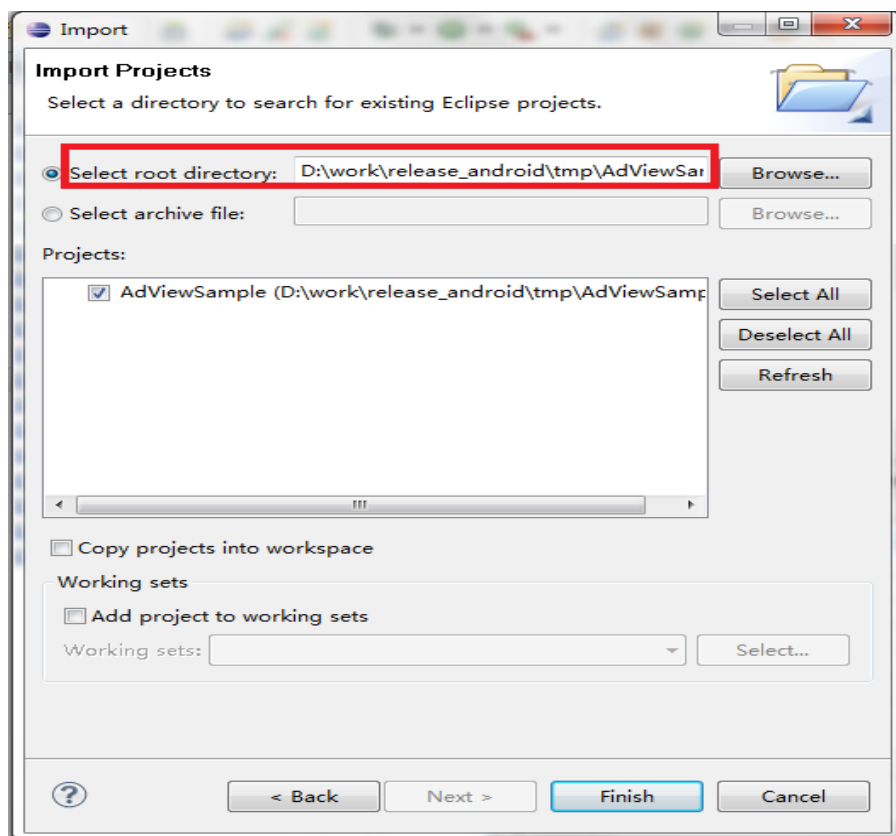 Import
Import Projects
Select a directory to search for existing Eclipse projects.
Select root directory: D:\work\release_android\tmp\AdViewSar Browse...
Select archive file: Browse...
Projects:
AdViewSample (D:\work\release_android\tmp\AdViewSamp Select All
Deselect All
Refresh
Copy projects into workspace
Working sets
Add project to working sets
Working sets: Select...
< Back Next > Finish Cancel